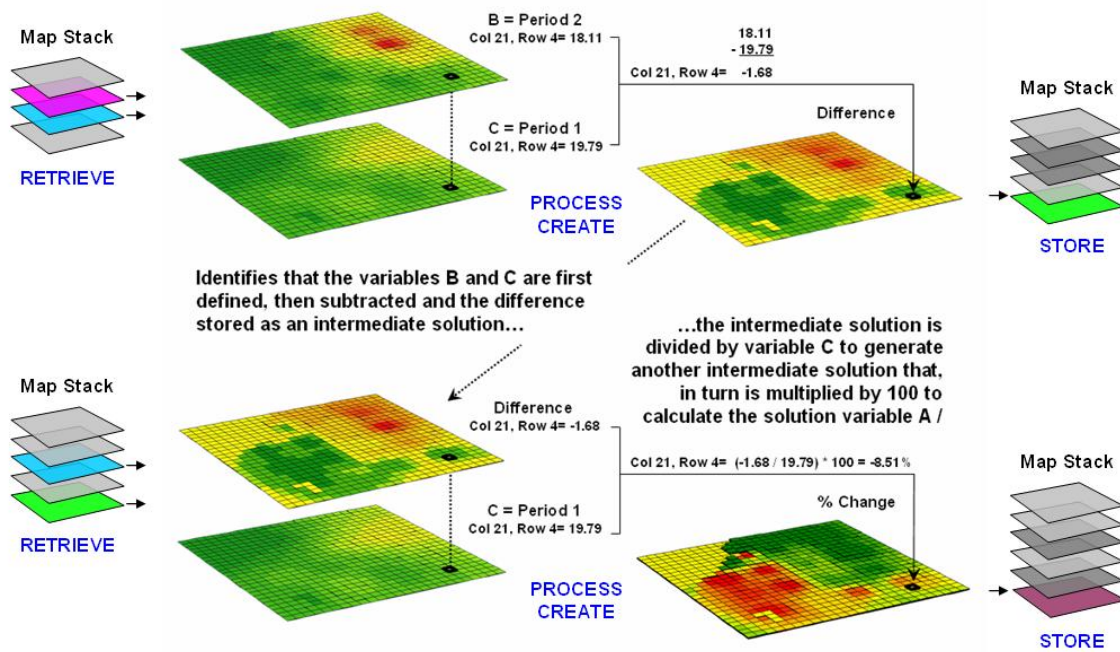 Map Stack
RETRIEVE
B = Period 2
Col 21, Row 4= 18.11
C = Period 1
Col 21, Row 4= 19.79
PROCESS
CREATE
18.11
- 19.79
Col 21, Row 4= -1.68
Difference
Map Stack
STORE
Identifies that the variables B and C are first
defined, then subtracted and the difference
stored as an intermediate solution…
…the intermediate solution is
divided by variable C to generate
another intermediate solution that,
in turn is multiplied by 100 to
calculate the solution variable A /
Map Stack
RETRIEVE
Difference
Col 21, Row 4= -1.68
C = Period 1
Col 21, Row 4= 19.79
PROCESS
CREATE
Col 21, Row 4= (-1.68 / 19.79) * 100 = -8.51%
% Change
Map Stack
STORE